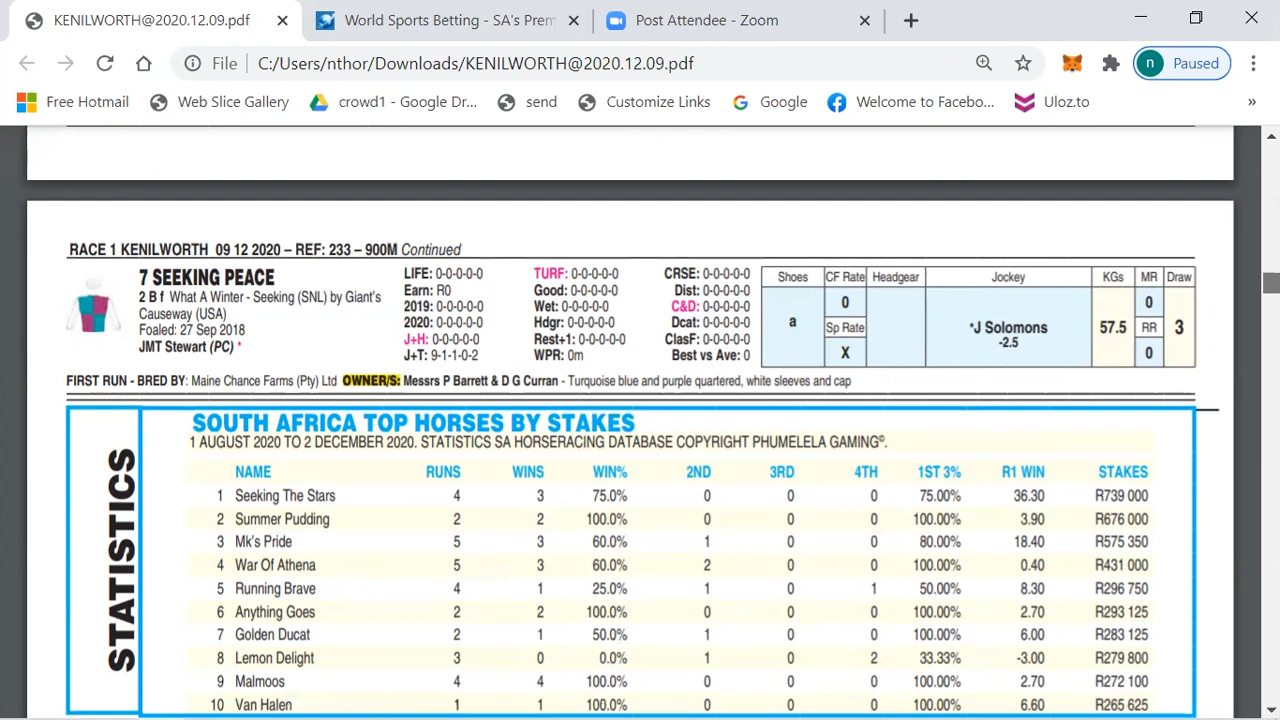 KENILWORTH@2020.12.09.pdf
World Sports Betting - SA's Prem
Post Attendee - Zoom
File C:/Users/nthor/Downloads/KENILWORTH@2020.12.09.pdf
n Paused
Free Hotmail Web Slice Gallery crowd1 - Google Dr... send Customize Links Google Welcome to Facebo... Uloz.to »
RACE 1 KENILWORTH 09 12 2020 – REF: 233 – 900M Continued
7 SEEKING PEACE
2 B f What A Winter - Seeking (SNL) by Giant's
Causeway (USA)
Foaled: 27 Sep 2018
JMT Stewart (PC) *
LIFE: 0-0-0-0-0 TURF: 0-0-0-0-0 CRSE: 0-0-0-0-0
Earn: R0 Good: 0-0-0-0-0 Dist: 0-0-0-0-0
2019: 0-0-0-0-0 Wet: 0-0-0-0-0 C&D: 0-0-0-0-0
2020: 0-0-0-0-0 Hdgr: 0-0-0-0-0 Dcat: 0-0-0-0-0
J+H: 0-0-0-0-0 Rest+1: 0-0-0-0-0 ClasF: 0-0-0-0-0
J+T: 9-1-1-0-2 WPR: 0m Best vs Ave: 0
Shoes CF Rate Headgear Jockey KGs MR Draw
a 0 *J Solomons 57.5 0 3
Sp Rate -2.5 RR
X 0
FIRST RUN - BRED BY: Maine Chance Farms (Pty) Ltd OWNER/S: Messrs P Barrett & D G Curran - Turquoise blue and purple quartered, white sleeves and cap
STATISTICS
SOUTH AFRICA TOP HORSES BY STAKES
1 AUGUST 2020 TO 2 DECEMBER 2020. STATISTICS SA HORSERACING DATABASE COPYRIGHT PHUMELELA GAMING©.
NAME RUNS WINS WIN% 2ND 3RD 4TH 1ST 3% R1 WIN STAKES
1 Seeking The Stars 4 3 75.0% 0 0 0 75.00% 36.30 R739 000
2 Summer Pudding 2 2 100.0% 0 0 0 100.00% 3.90 R676 000
3 Mk's Pride 5 3 60.0% 1 0 0 80.00% 18.40 R575 350
4 War Of Athena 5 3 60.0% 2 0 0 100.00% 0.40 R431 000
5 Running Brave 4 1 25.0% 1 0 1 50.00% 8.30 R296 750
6 Anything Goes 2 2 100.0% 0 0 0 100.00% 2.70 R293 125
7 Golden Ducat 2 1 50.0% 1 0 0 100.00% 6.00 R283 125
8 Lemon Delight 3 0 0.0% 1 0 2 33.33% -3.00 R279 800
9 Malmoos 4 4 100.0% 0 0 0 100.00% 2.70 R272 100
10 Van Halen 1 1 100.0% 0 0 0 100.00% 6.60 R265 625